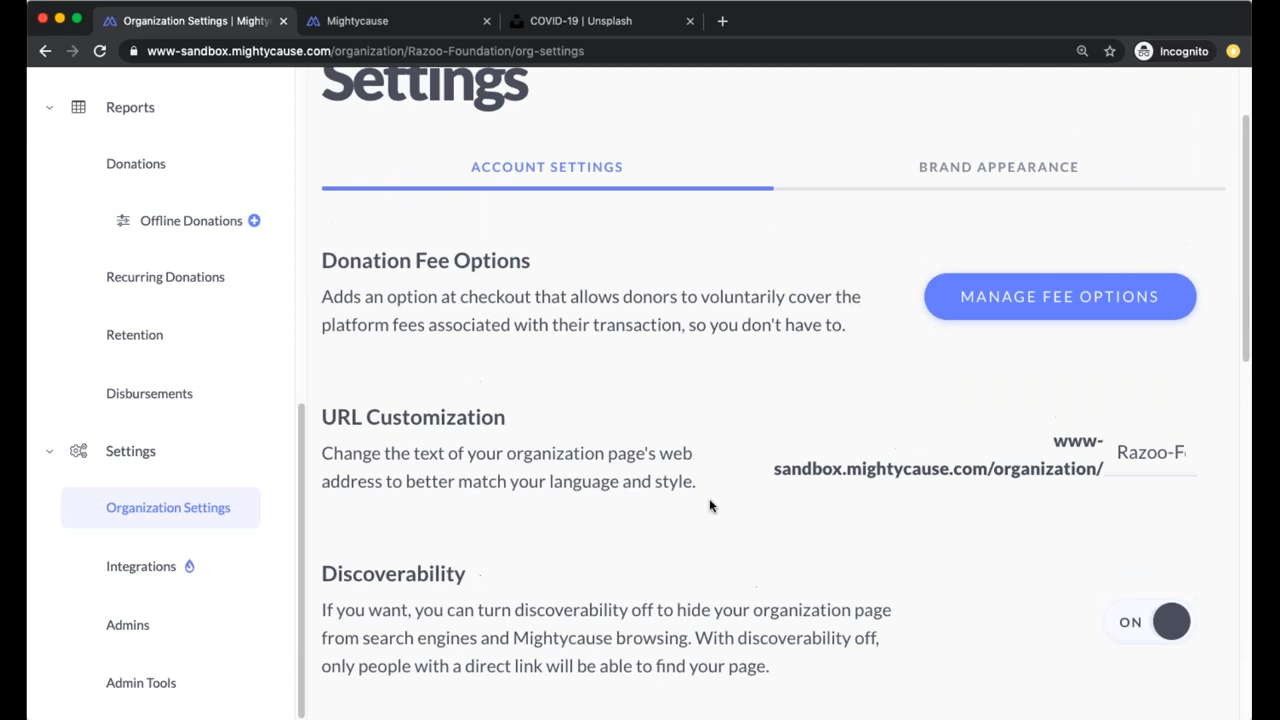 Organization Settings | Mighty
Mightycause
COVID-19 | Unsplash
www-sandbox.mightycause.com/organization/Razoo-Foundation/org-settings
Incognito
Settings
Reports
Donations
Offline Donations
Recurring Donations
Retention
Disbursements
Settings
Organization Settings
Integrations
Admins
Admin Tools
ACCOUNT SETTINGS
BRAND APPEARANCE
Donation Fee Options
Adds an option at checkout that allows donors to voluntarily cover the
platform fees associated with their transaction, so you don't have to.
MANAGE FEE OPTIONS
URL Customization
Change the text of your organization page's web
address to better match your language and style.
www-
sandbox.mightycause.com/organization/
Razoo-F
Discoverability
If you want, you can turn discoverability off to hide your organization page
from search engines and Mightycause browsing. With discoverability off,
only people with a direct link will be able to find your page.
ON